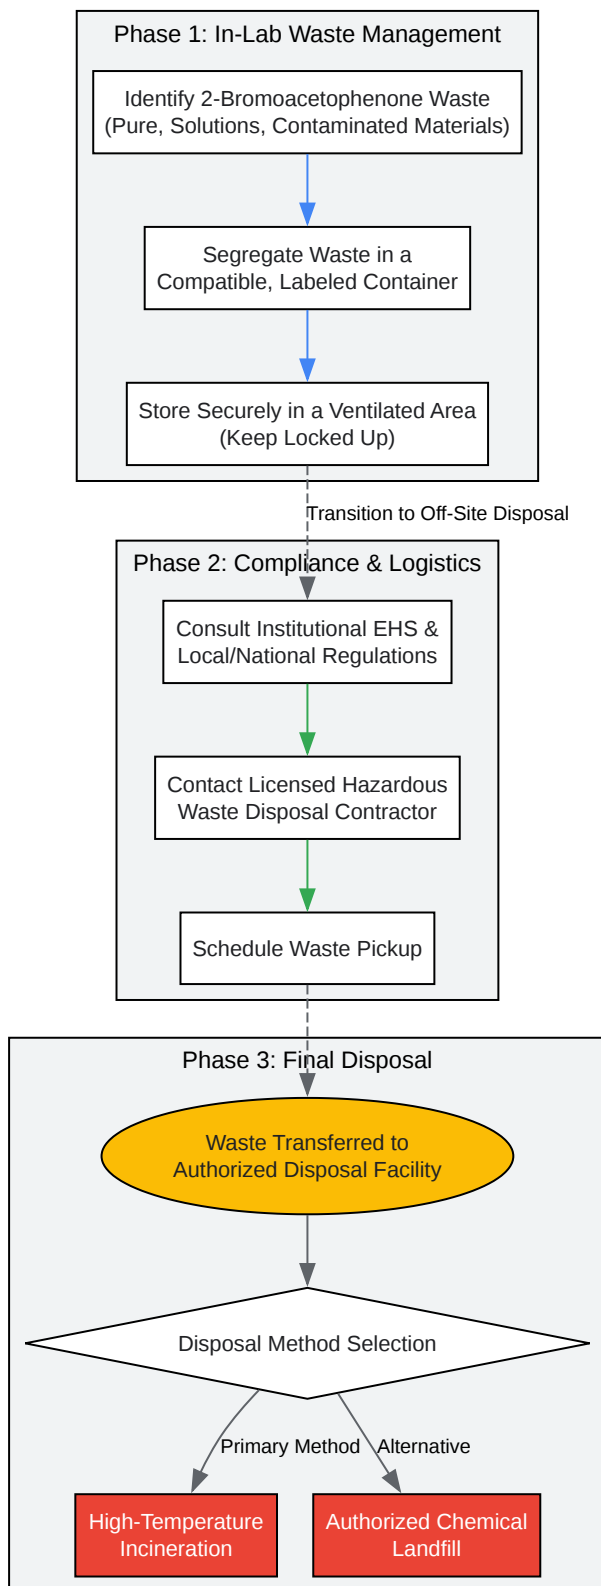 Phase 1: In-Lab Waste Management
Identify 2-Bromoacetophenone Waste
(Pure, Solutions, Contaminated Materials)
Segregate Waste in a
Compatible, Labeled Container
Store Securely in a Ventilated Area
(Keep Locked Up)
Transition to Off-Site Disposal
Phase 2: Compliance & Logistics
Consult Institutional EHS &
Local/National Regulations
Contact Licensed Hazardous
Waste Disposal Contractor
Schedule Waste Pickup
Phase 3: Final Disposal
Waste Transferred to
Authorized Disposal Facility
Disposal Method Selection
Primary Method
Alternative
High-Temperature
Incineration
Authorized Chemical
Landfill